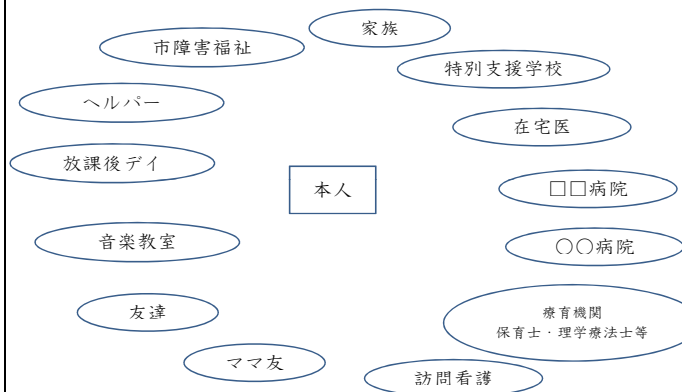 家族
市障害福祉
特別支援学校
ヘルパー
在宅医
放課後デイ
本人
□□病院
音楽教室
〇〇病院
友達
療育機関
保育士・理学療法士等
ママ友
訪問看護